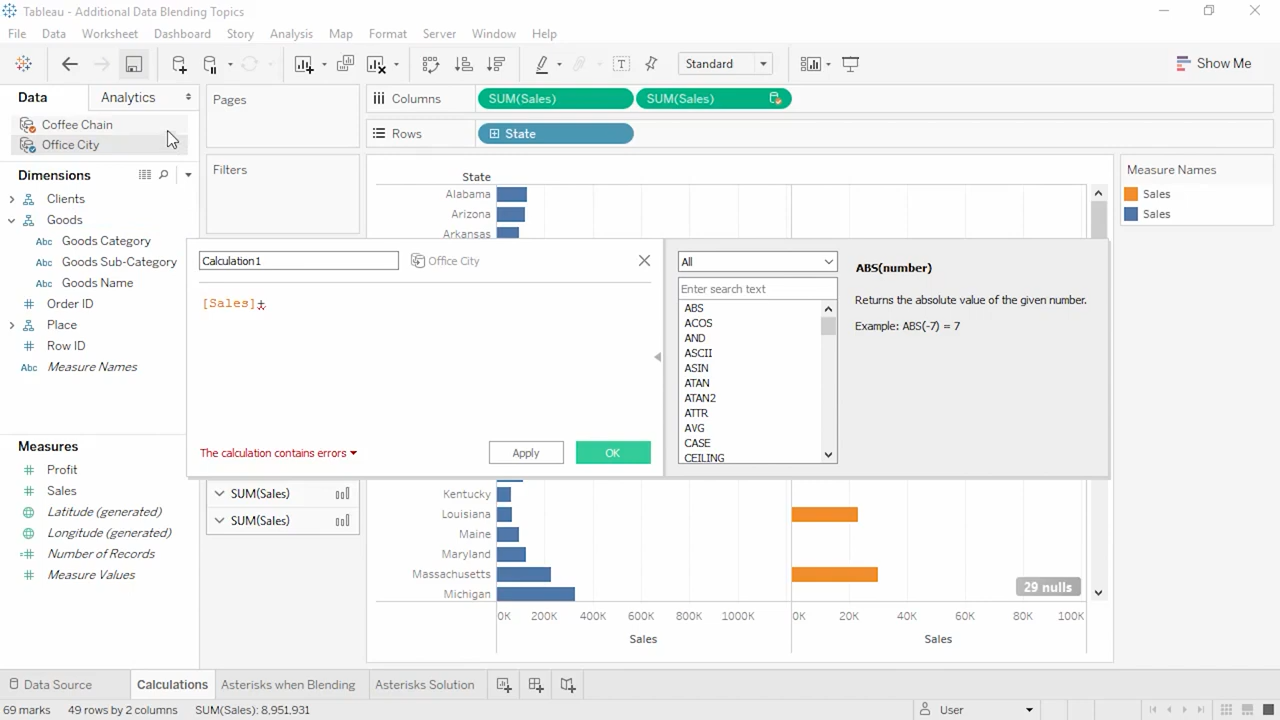 Tableau - Additional Data Blending Topics
File Data Worksheet Dashboard Story Analysis Map Format Server Window Help
Standard
Show Me
Data Analytics
Coffee Chain
Office City
Dimensions
Clients
Goods
Abc Goods Category
Abc Goods Sub-Category
Abc Goods Name
# Order ID
Place
# Row ID
Abc Measure Names
Measures
# Profit
# Sales
Latitude (generated)
Longitude (generated)
=# Number of Records
# Measure Values
Pages
Filters
SUM(Sales)
SUM(Sales)
iii Columns SUM(Sales) SUM(Sales)
Rows State
State
Alabama
Arizona
Arkansas
Calculation1 Office City
[Sales]+
The calculation contains errors
Apply OK
All
Enter search text
ABS
ACOS
AND
ASCII
ASIN
ATAN
ATAN2
ATTR
AVG
CASE
CEILING
ABS(number)
Returns the absolute value of the given number.
Example: ABS(-7) = 7
Kentucky
Louisiana
Maine
Maryland
Massachusetts
Michigan
29 nulls
0K 200K 400K 600K 800K 1000K 0K 20K 40K 60K 80K 100K
Sales Sales
Measure Names
Sales
Sales
Data Source Calculations Asterisks when Blending Asterisks Solution
69 marks 49 rows by 2 columns SUM(Sales): 8,951,931 User